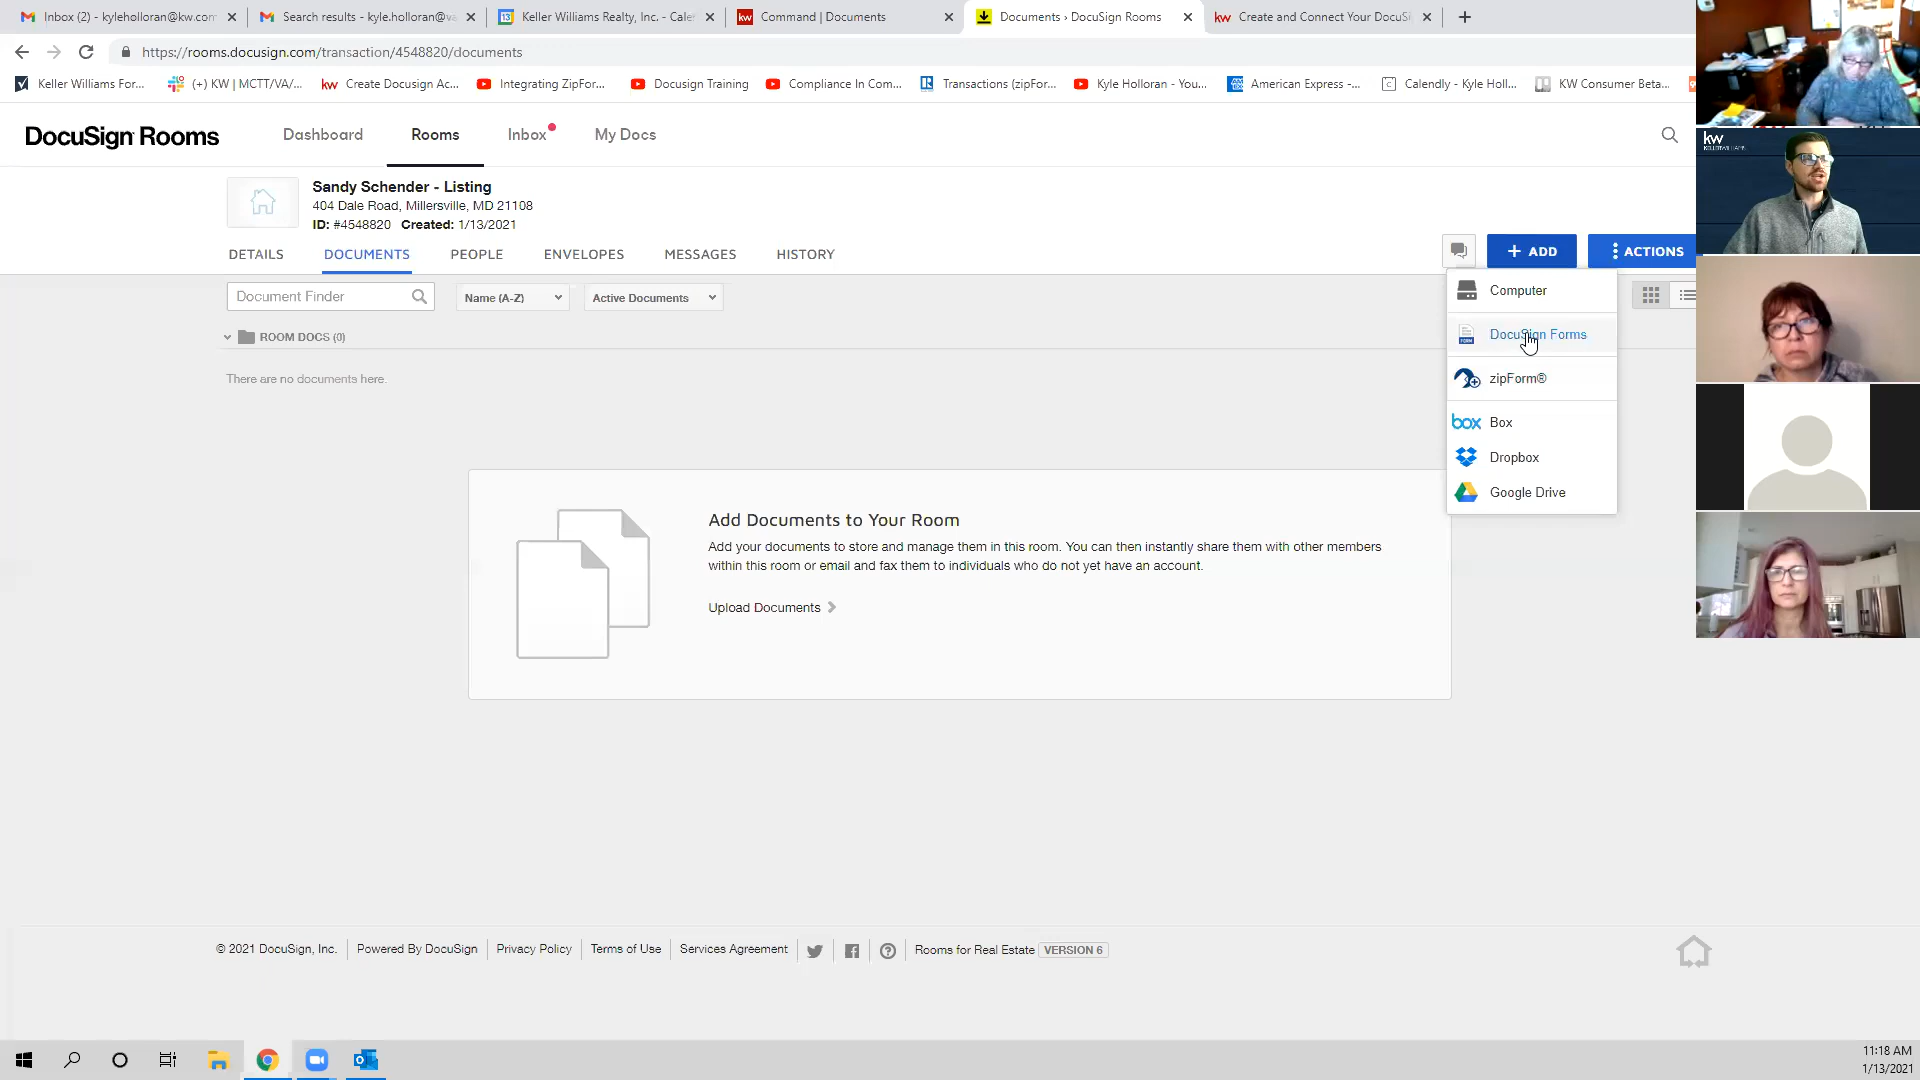 Inbox (2) - kyleholloran@kw.com
Search results - kyle.holloran@va
Keller Williams Realty, Inc. - Cale
Command | Documents
Documents › DocuSign Rooms
kw Create and Connect Your DocuSi
https://rooms.docusign.com/transaction/4548820/documents
Keller Williams For...
(+) KW | MCTT/VA/...
kw Create Docusign Ac...
Integrating ZipFor...
Docusign Training
Compliance In Com...
Transactions (zipFor...
Kyle Holloran - You...
American Express -...
Calendly - Kyle Holl...
KW Consumer Beta...
DocuSign Rooms
Dashboard
Rooms
Inbox
My Docs
kw
KELLERWILLIAMS
Sandy Schender - Listing
404 Dale Road, Millersville, MD 21108
ID: #4548820 Created: 1/13/2021
DETAILS
DOCUMENTS
PEOPLE
ENVELOPES
MESSAGES
HISTORY
+ ADD
ACTIONS
Document Finder
Name (A-Z)
Active Documents
Computer
DocuSign Forms
zipForm®
box Box
Dropbox
Google Drive
ROOM DOCS (0)
There are no documents here.
Add Documents to Your Room
Add your documents to store and manage them in this room. You can then instantly share them with other members
within this room or email and fax them to individuals who do not yet have an account.
Upload Documents
© 2021 DocuSign, Inc.
Powered By DocuSign
Privacy Policy
Terms of Use
Services Agreement
Rooms for Real Estate VERSION 6
11:18 AM
1/13/2021